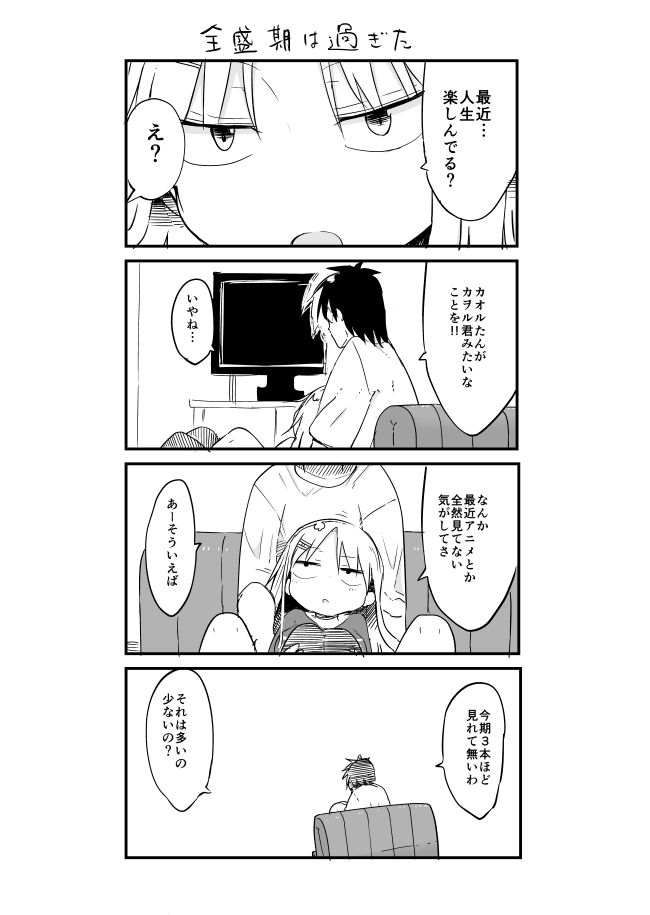 全盛期は過ぎた
最近…
人生
楽しんでる？
え？
カオルたんが
カヲル君みたいな
ことを!!
いやね…
なんか
最近アニメとか
全然見てない
気がしてさ
あーそういえば
今期３本ほど
見れて無いわ
それは多いの
少ないの？